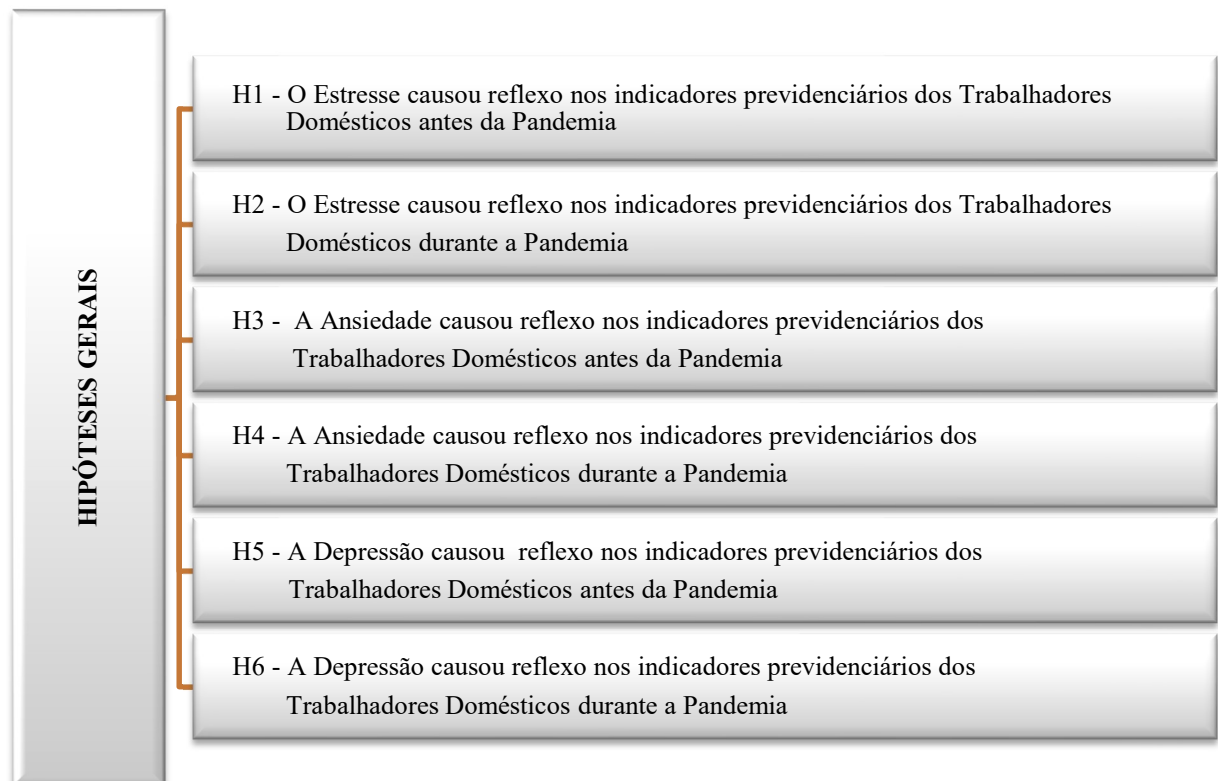 HIPÓTESES GERAIS
H1 - O Estresse causou reflexo nos indicadores previdenciários dos Trabalhadores
Domésticos antes da Pandemia
H2 - O Estresse causou reflexo nos indicadores previdenciários dos Trabalhadores
Domésticos durante a Pandemia
H3 - A Ansiedade causou reflexo nos indicadores previdenciários dos
Trabalhadores Domésticos antes da Pandemia
H4 - A Ansiedade causou reflexo nos indicadores previdenciários dos
Trabalhadores Domésticos durante a Pandemia
H5 - A Depressão causou reflexo nos indicadores previdenciários dos
Trabalhadores Domésticos antes da Pandemia
H6 - A Depressão causou reflexo nos indicadores previdenciários dos
Trabalhadores Domésticos durante a Pandemia